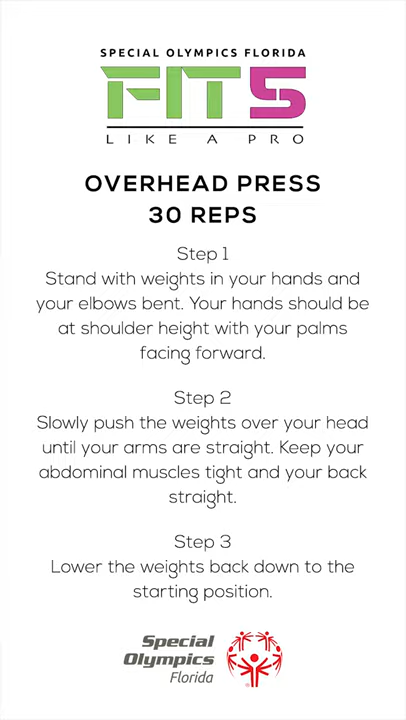 SPECIAL OLYMPICS FLORIDA
FIT5
LIKE A PRO
OVERHEAD PRESS
30 REPS
Step 1
Stand with weights in your hands and
your elbows bent. Your hands should be
at shoulder height with your palms
facing forward.
Step 2
Slowly push the weights over your head
until your arms are straight. Keep your
abdominal muscles tight and your back
straight.
Step 3
Lower the weights back down to the
starting position.
Special
Olympics
Florida